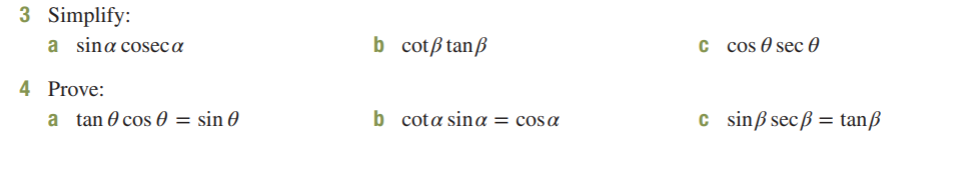 3 Simplify:
a sin α cosec α b cot β tan β c cos θ sec θ
4 Prove:
a tan θ cos θ = sin θ b cot α sin α = cos α c sin β sec β = tan β